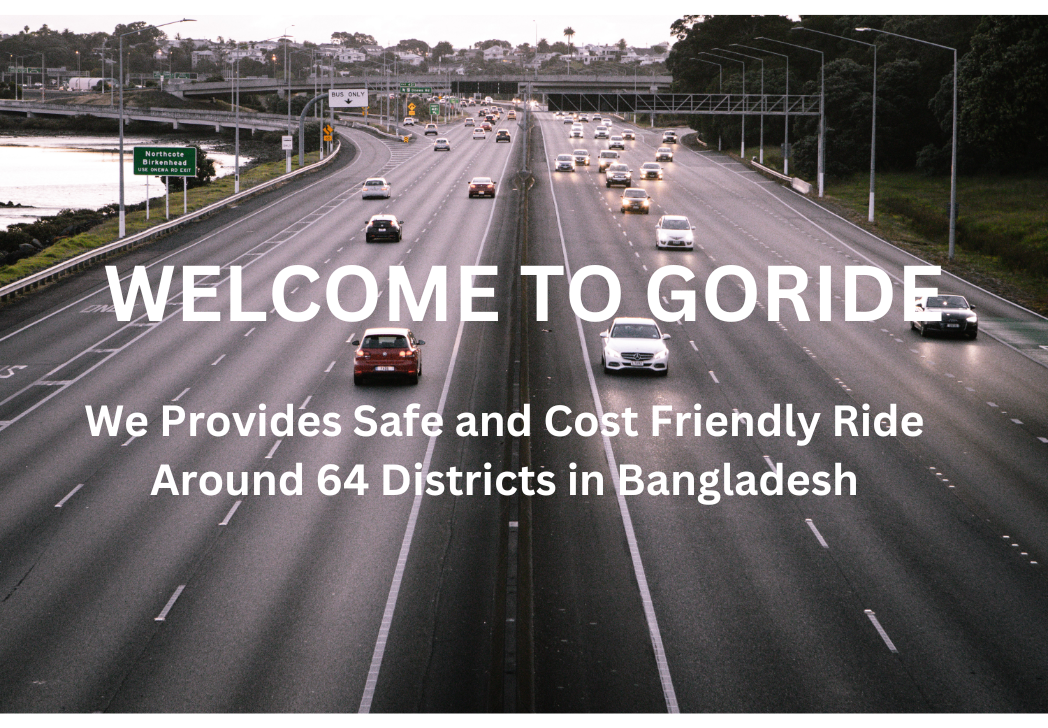 BUS ONLY
Northcote
Birkenhead
USE ONEWA RD EXIT
WELCOME TO GORIDE
We Provides Safe and Cost Friendly Ride
Around 64 Districts in Bangladesh